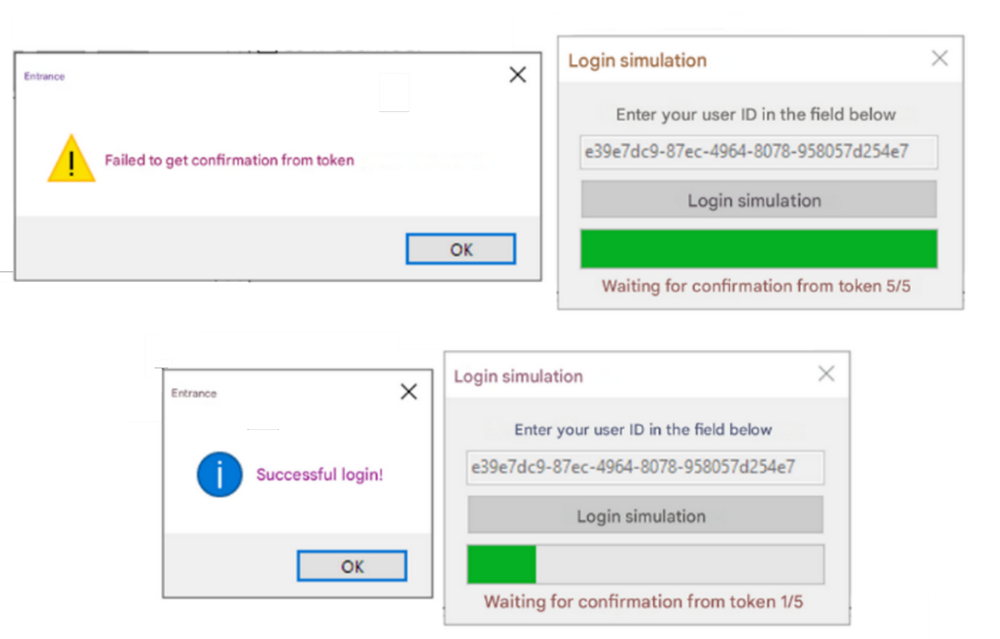 Entrance
Failed to get confirmation from token
OK
Login simulation
Enter your user ID in the field below
e39e7dc9-87ec-4964-8078-958057d254e7
Login simulation
Waiting for confirmation from token 5/5
Entrance
Successful login!
OK
Login simulation
Enter your user ID in the field below
e39e7dc9-87ec-4964-8078-958057d254e7
Login simulation
Waiting for confirmation from token 1/5